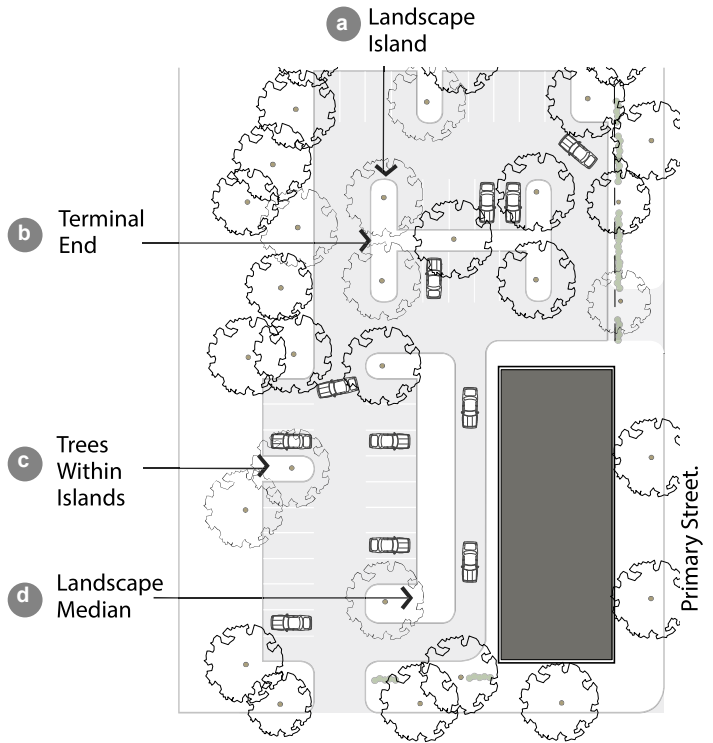 a
Landscape
Island
b
Terminal
End
c
Trees
Within
Islands
d
Landscape
Median
Primary Street.